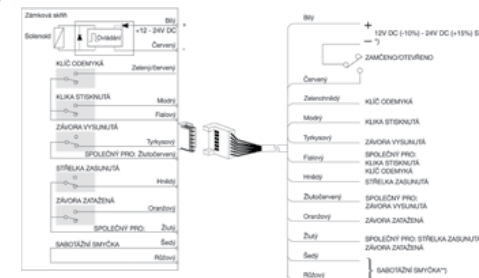 Zámková skříň
Solenoid
Ovládání
Bílý
+12 - 24V DC
Červený
+
-
KLÍČ ODEMYKÁ
Zelený/červený
KLIKA STISKNUTÁ
Modrý
Fialový
ZÁVORA VYSUNUTÁ
Tyrkysový
SPOLEČNÝ PRO: Žlutočervený
STŘELKA ZASUNUTÁ
Hnědý
ZÁVORA ZATAŽENÁ
Oranžový
SPOLEČNÝ PRO: Žlutý
SABOTÁŽNÍ SMYČKA
Šedý
Růžový
Bílý
+
12V DC (-10%) - 24V DC (+15%) S
— *)
ZAMČENO/OTEVŘENO
Červený
Zelenohnědý KLÍČ ODEMYKÁ
Modrý KLIKA STISKNUTÁ
Tyrkysový ZÁVORA VYSUNUTÁ
Fialový SPOLEČNÝ PRO:
KLIKA STISKNUTÁ
KLÍČ ODEMYKÁ
Hnědý STŘELKA ZASUNUTÁ
Žlutočervený SPOLEČNÝ PRO:
ZÁVORA VYSUNUTÁ
Oranžový ZÁVORA ZATAŽENÁ
Žlutý SPOLEČNÝ PRO: STŘELKA ZASUNUTÁ
ZÁVORA ZATAŽENÁ
Šedý
SABOTÁŽNÍ SMYČKA**)
Růžový